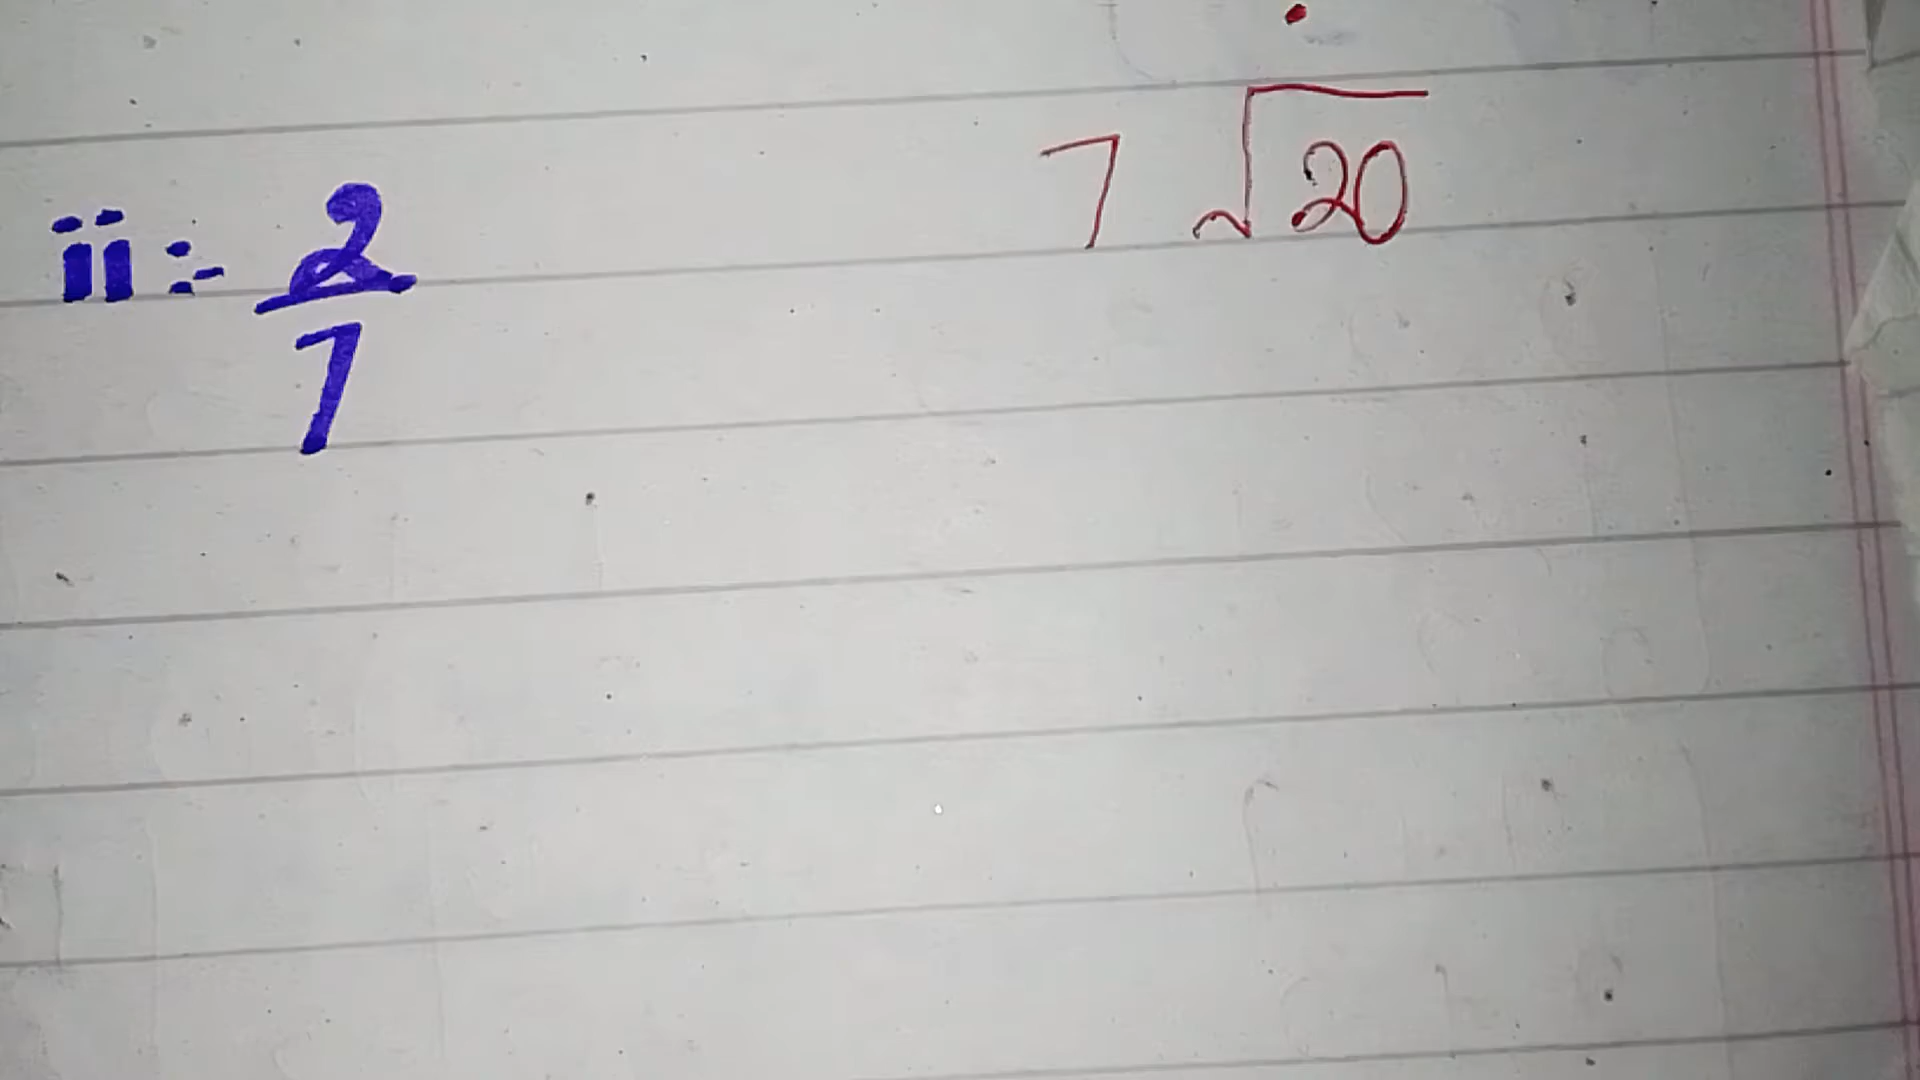 ii:- 2/7
7 √20
.